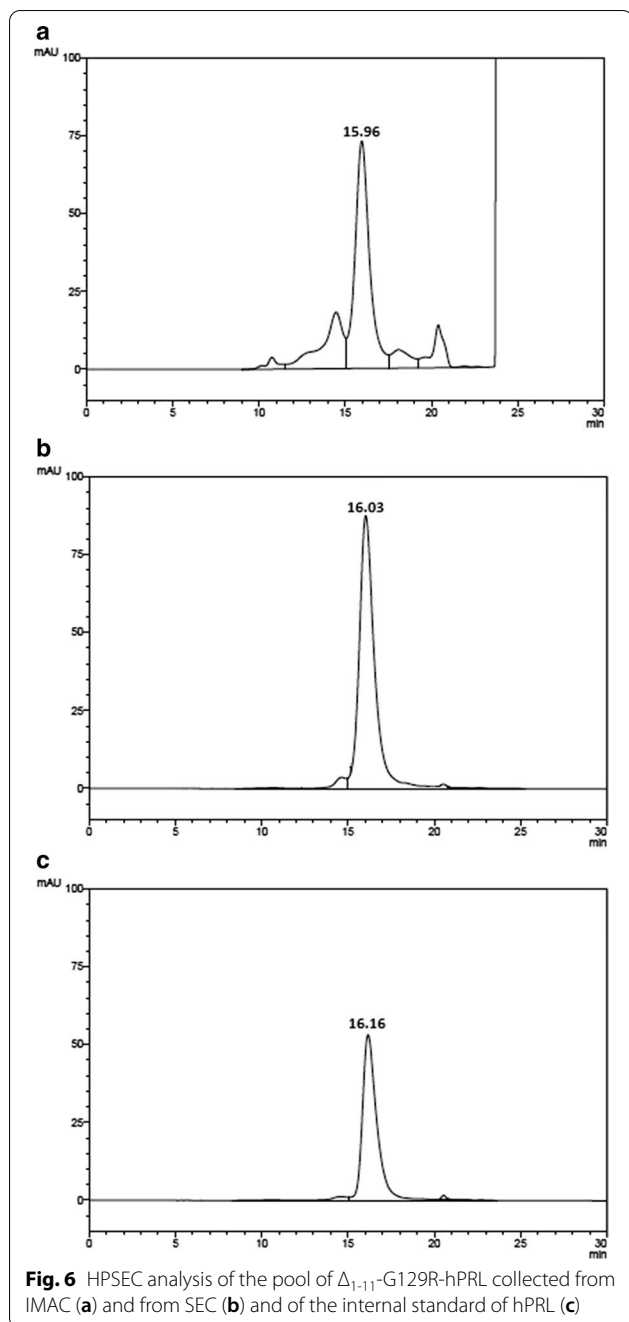 a
mAU
100
15.96
75
50
25
0
0 5 10 15 20 25 30
min
b
mAU
100
16.03
75
50
25
0
0 5 10 15 20 25 30
min
c
mAU
100
75
16.16
50
25
0
0 5 10 15 20 25 30
min
Fig. 6 HPSEC analysis of the pool of Δ₁₋₁₁-G129R-hPRL collected from
IMAC (a) and from SEC (b) and of the internal standard of hPRL (c)